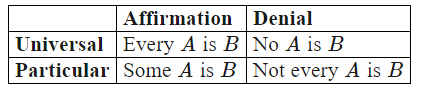 Affirmation Denial
Universal Every A is B No A is B
Particular Some A is B Not every A is B